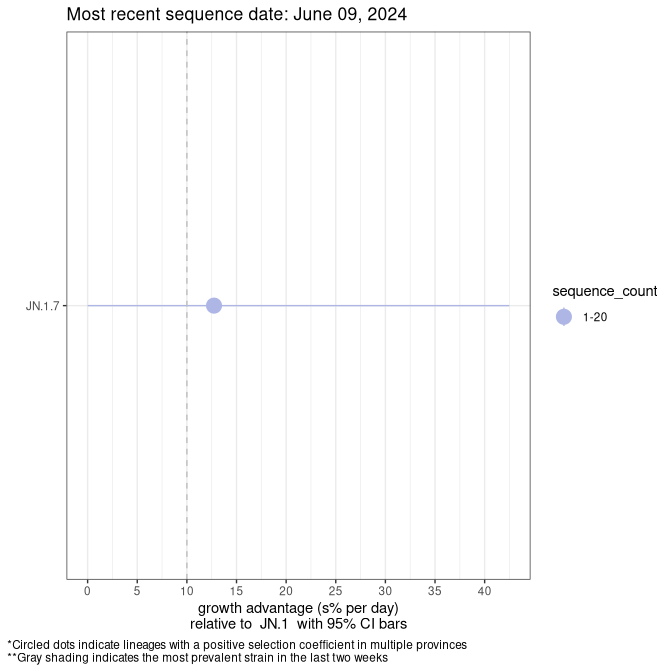 Most recent sequence date: June 09, 2024
JN.1.7
sequence_count
1-20
0 5 10 15 20 25 30 35 40
growth advantage (s% per day)
relative to JN.1 with 95% CI bars
*Circled dots indicate lineages with a positive selection coefficient in multiple provinces
**Gray shading indicates the most prevalent strain in the last two weeks